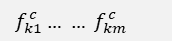 f_{k1}^{c} … … f_{km}^{c}